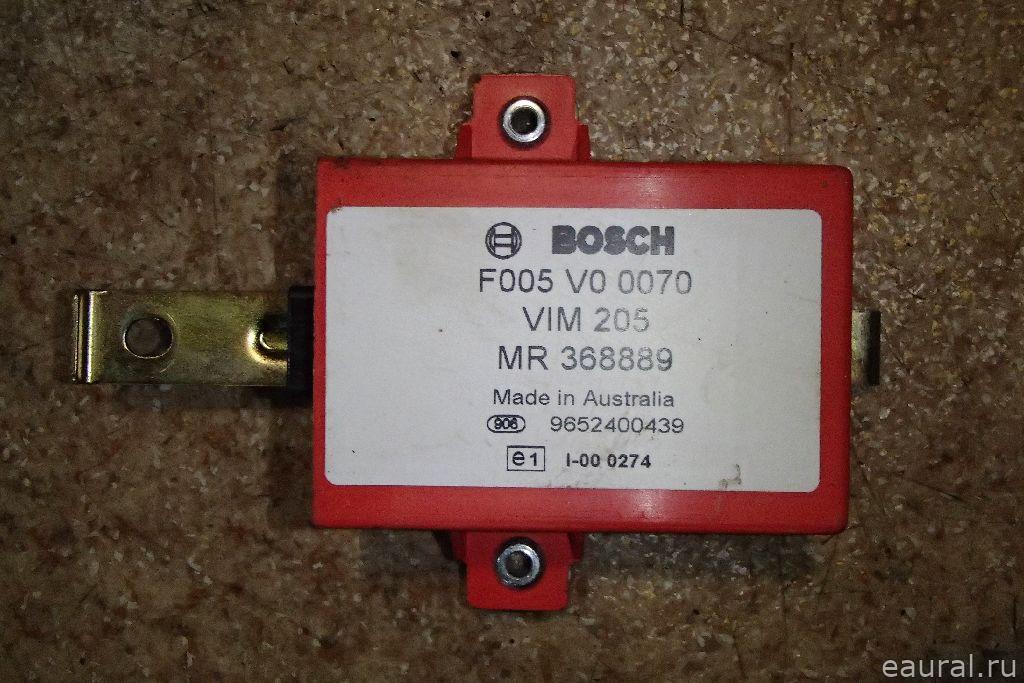 BOSCH
F005 V0 0070
VIM 205
MR 368889
Made in Australia
906 9652400439
e1 I-00 0274
eaural.ru